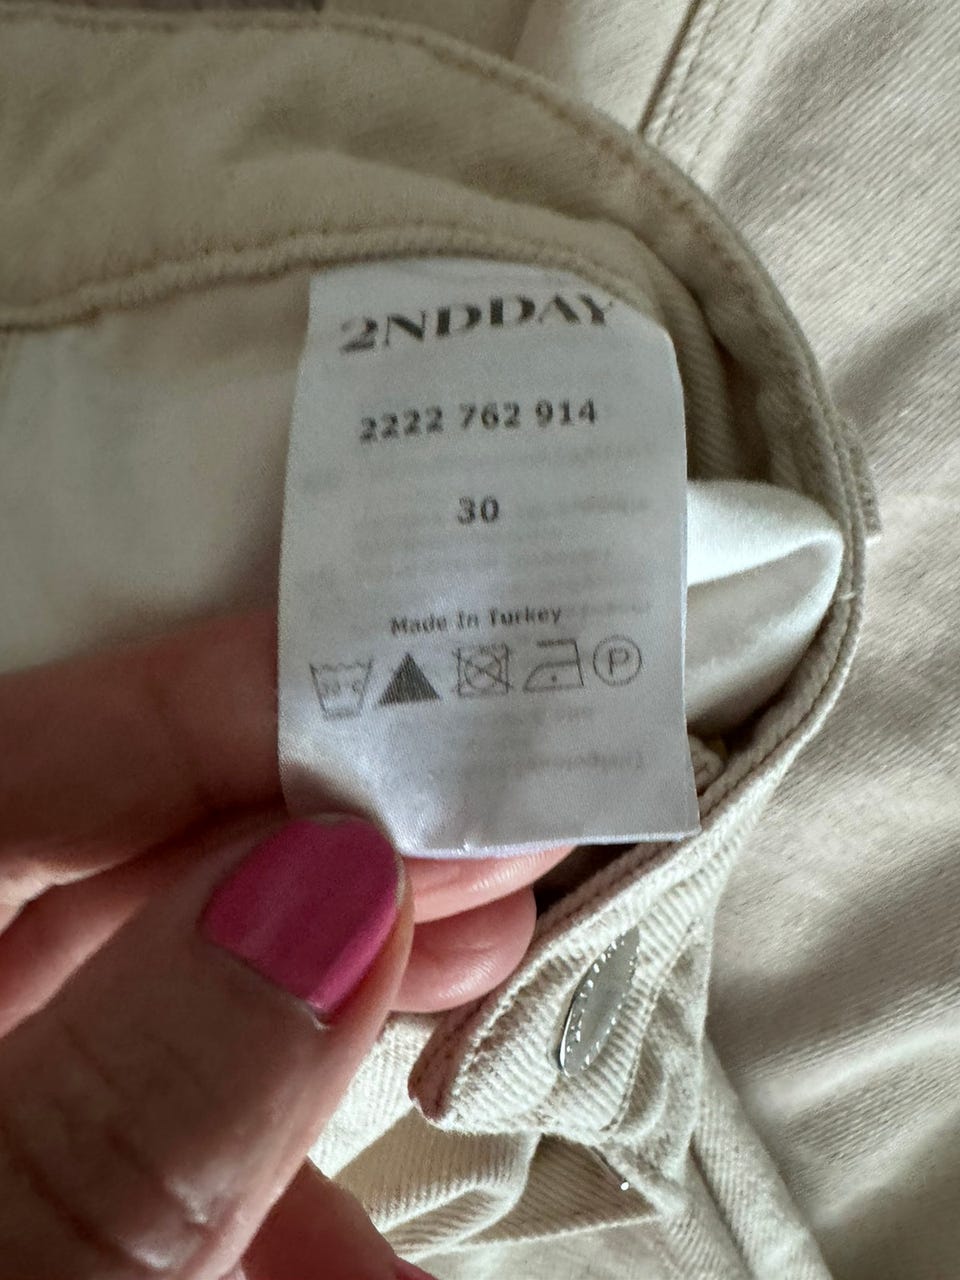 2NDDAY
2222 762 914
30
Made In Turkey
P